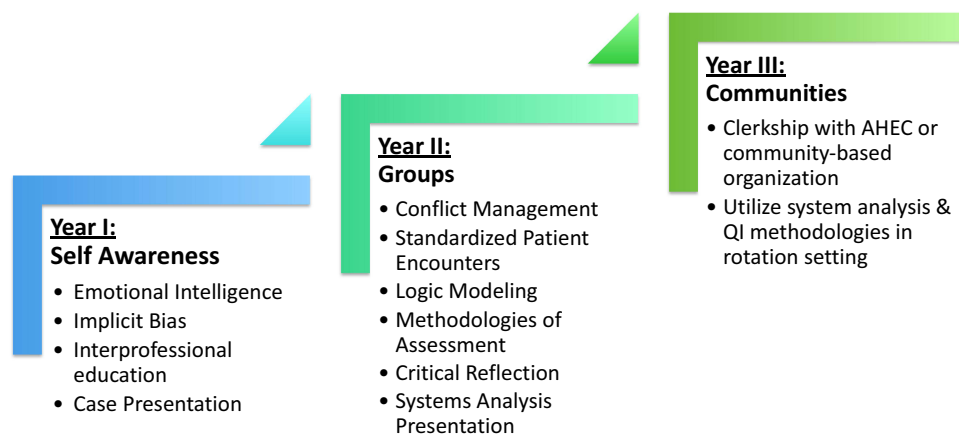 Year I:
Self Awareness
• Emotional Intelligence
• Implicit Bias
• Interprofessional
education
• Case Presentation
Year II:
Groups
• Conflict Management
• Standardized Patient
Encounters
• Logic Modeling
• Methodologies of
Assessment
• Critical Reflection
• Systems Analysis
Presentation
Year III:
Communities
• Clerkship with AHEC or
community-based
organization
• Utilize system analysis &
QI methodologies in
rotation setting